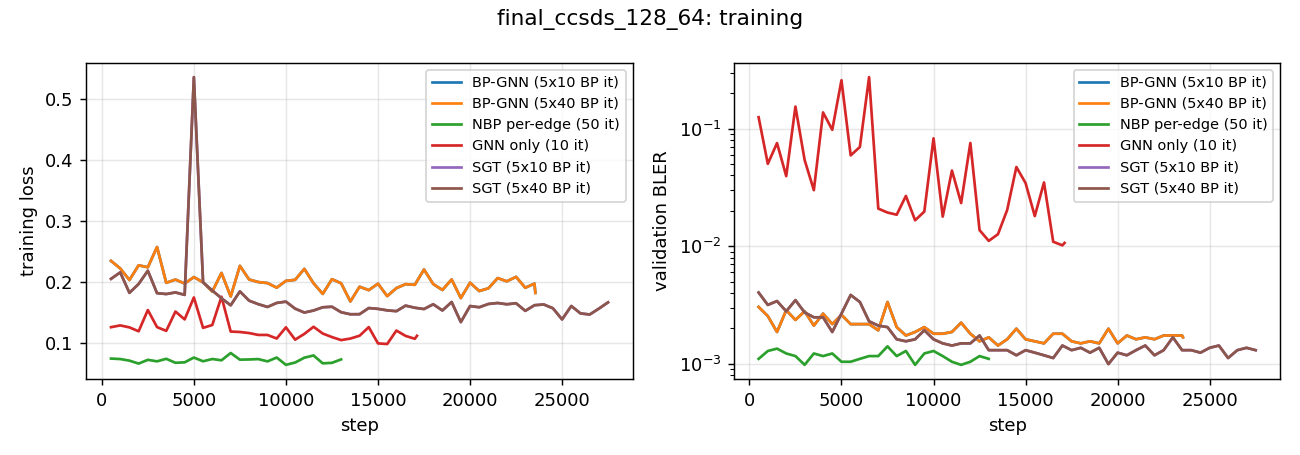 final_ccsds_128_64: training
training loss
0.5
0.4
0.3
0.2
0.1
0
5000
10000
15000
20000
25000
step
BP-GNN (5x10 BP it)
BP-GNN (5x40 BP it)
NBP per-edge (50 it)
GNN only (10 it)
SGT (5x10 BP it)
SGT (5x40 BP it)
validation BLER
10⁻¹
10⁻²
10⁻³
0
5000
10000
15000
20000
25000
step
BP-GNN (5x10 BP it)
BP-GNN (5x40 BP it)
NBP per-edge (50 it)
GNN only (10 it)
SGT (5x10 BP it)
SGT (5x40 BP it)